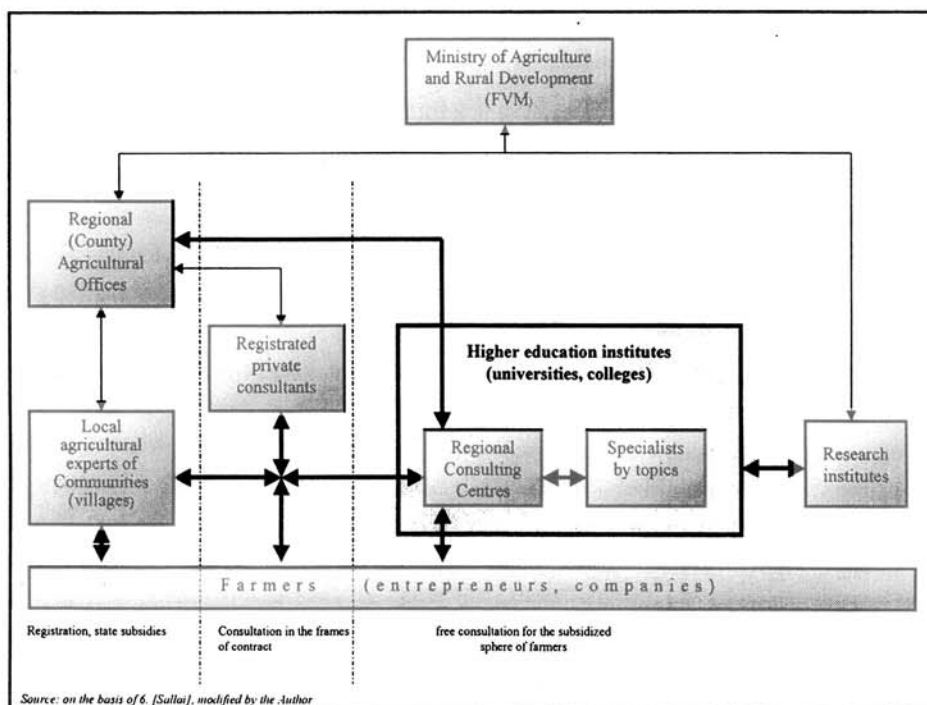 Ministry of Agriculture
and Rural Development
(FVM)
Regional
(County)
Agricultural
Offices
Registrated
private
consultants
Higher education institutes
(universities, colleges)
Local
agricultural
experts of
Communities
(villages)
Regional
Consulting
Centres
Specialists
by topics
Research
institutes
Farmers (entrepreneurs, companies)
Registration, state subsidies
Consultation in the frames
of contract
free consultation for the subsidized
sphere of farmers
Source: on the basis of 6. [Sallai], modified by the Author